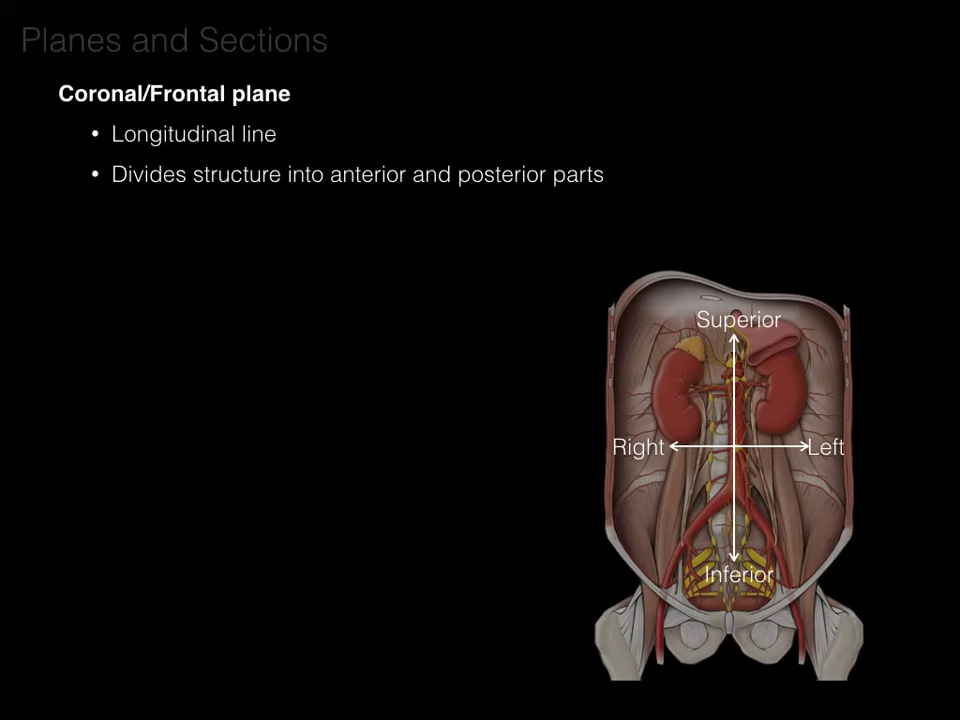 Planes and Sections
Coronal/Frontal plane
• Longitudinal line
• Divides structure into anterior and posterior parts
Superior
Right
Left
Inferior